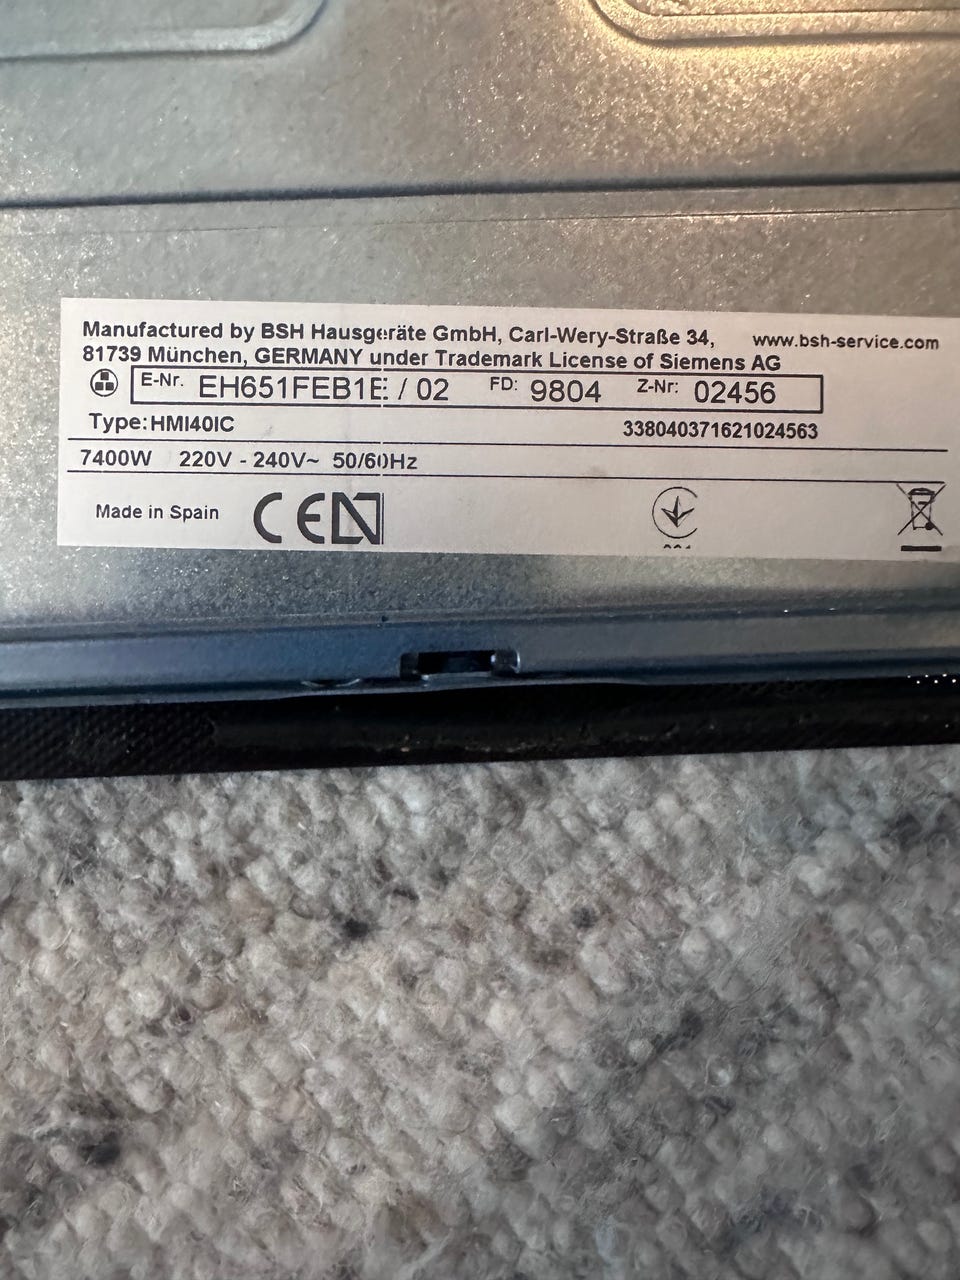 Manufactured by BSH Hausgeräte GmbH, Carl-Wery-Straße 34, www.bsh-service.com
81739 München, GERMANY under Trademark License of Siemens AG
E-Nr. EH651FEB1E / 02 FD: 9804 Z-Nr: 02456
Type: HMI40IC 338040371621024563
7400W 220V - 240V~ 50/60Hz
Made in Spain CE N